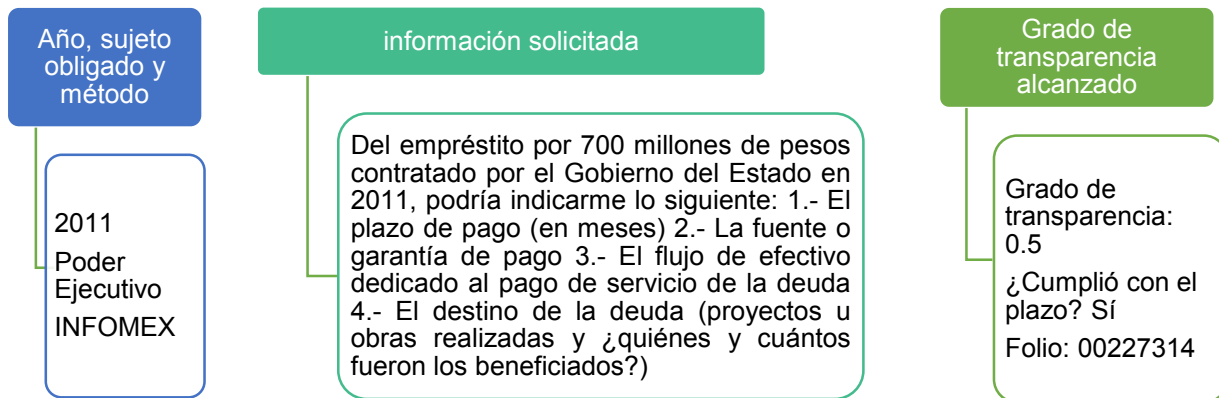 Año, sujeto
obligado y
método
2011
Poder
Ejecutivo
INFOMEX
información solicitada
Del empréstito por 700 millones de pesos
contratado por el Gobierno del Estado en
2011, podría indicarme lo siguiente: 1.- El
plazo de pago (en meses) 2.- La fuente o
garantía de pago 3.- El flujo de efectivo
dedicado al pago de servicio de la deuda
4.- El destino de la deuda (proyectos u
obras realizadas y ¿quiénes y cuántos
fueron los beneficiados?)
Grado de
transparencia
alcanzado
Grado de
transparencia:
0.5
¿Cumplió con el
plazo? Sí
Folio: 00227314